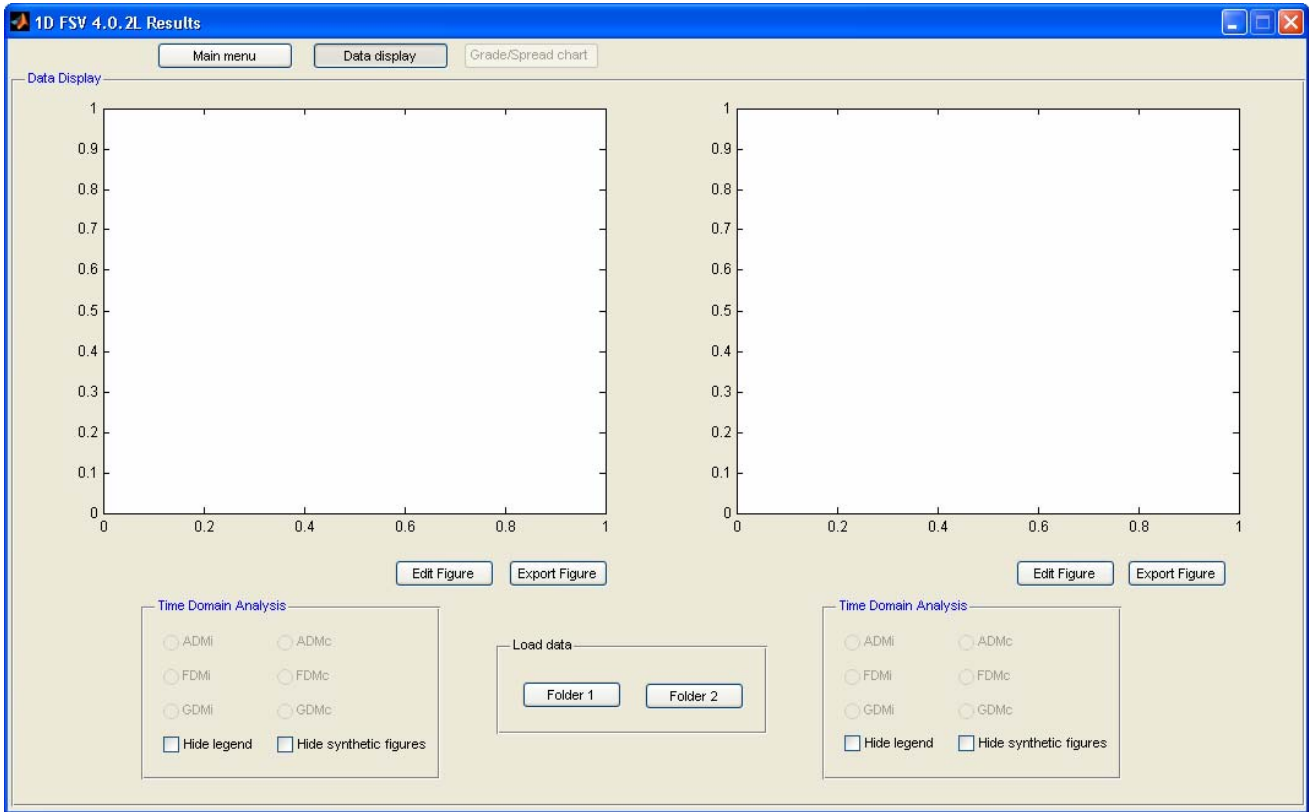 1D FSV 4.0.2L Results
Main menu Data display Grade/Spread chart
Data Display
1 1
0.9 0.9
0.8 0.8
0.7 0.7
0.6 0.6
0.5 0.5
0.4 0.4
0.3 0.3
0.2 0.2
0.1 0.1
0 0
0 0.2 0.4 0.6 0.8 1 0 0.2 0.4 0.6 0.8 1
Edit Figure Export Figure Edit Figure Export Figure
Time Domain Analysis Time Domain Analysis
ADMi ADMc ADMi ADMc
Load data
FDMi FDMc FDMi FDMc
Folder 1 Folder 2
GDMi GDMc GDMi GDMc
Hide legend Hide synthetic figures Hide legend Hide synthetic figures